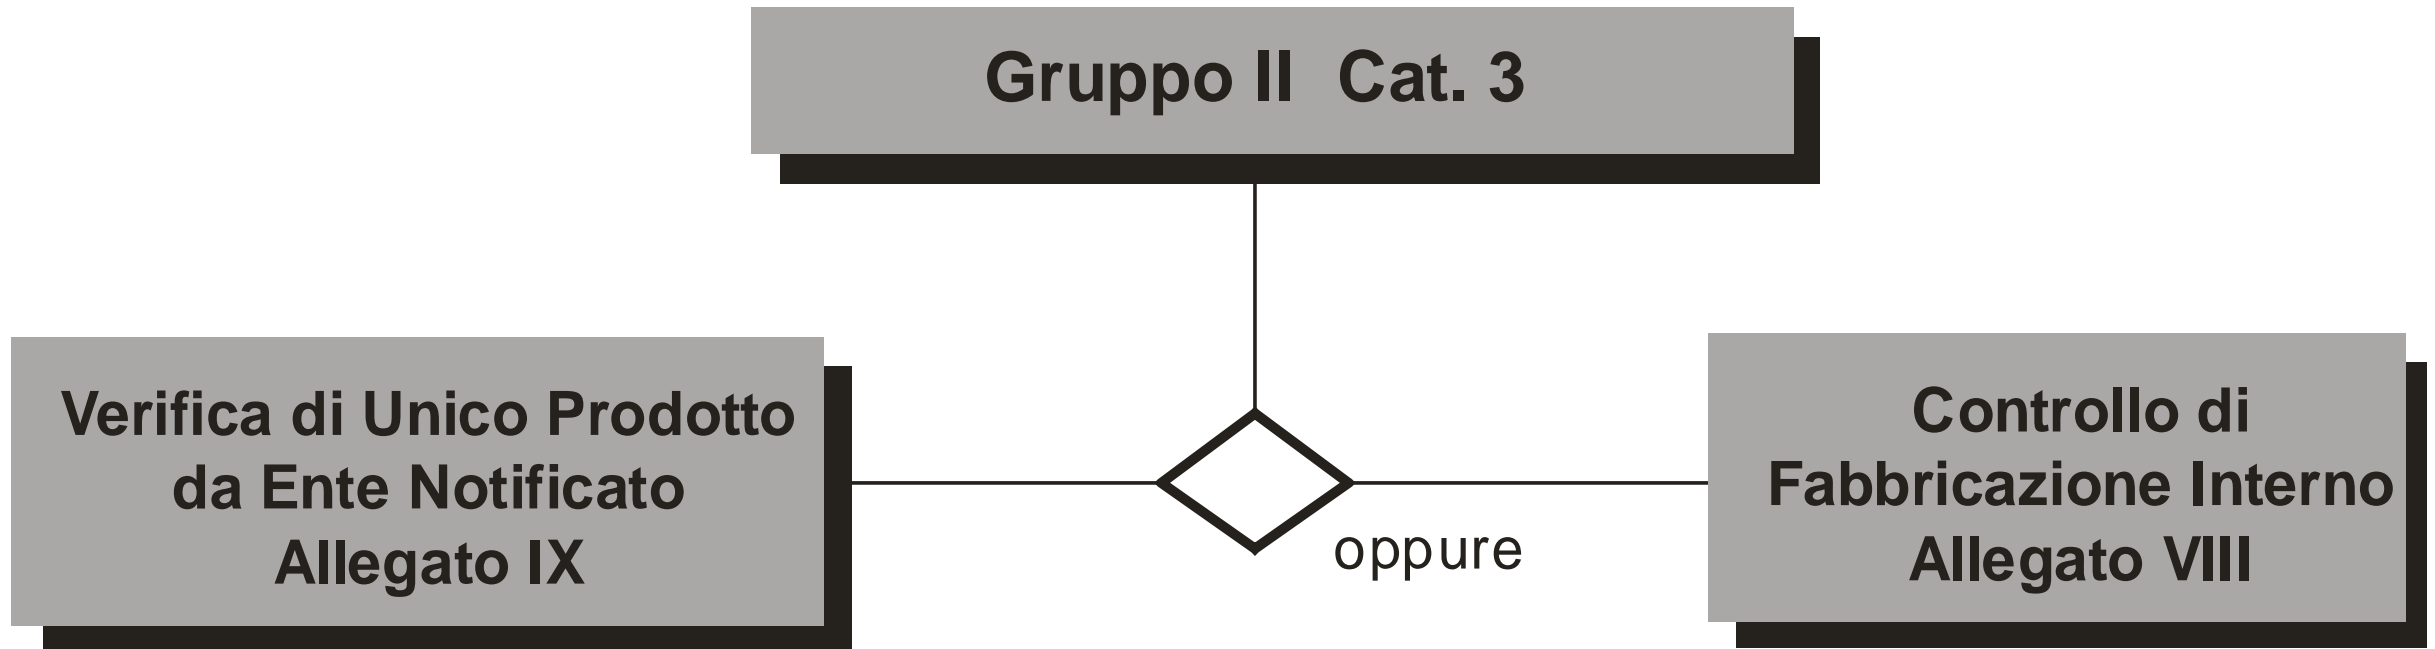 Gruppo II Cat. 3
Verifica di Unico Prodotto
da Ente Notificato
Allegato IX
oppure
Controllo di
Fabbricazione Interno
Allegato VIII